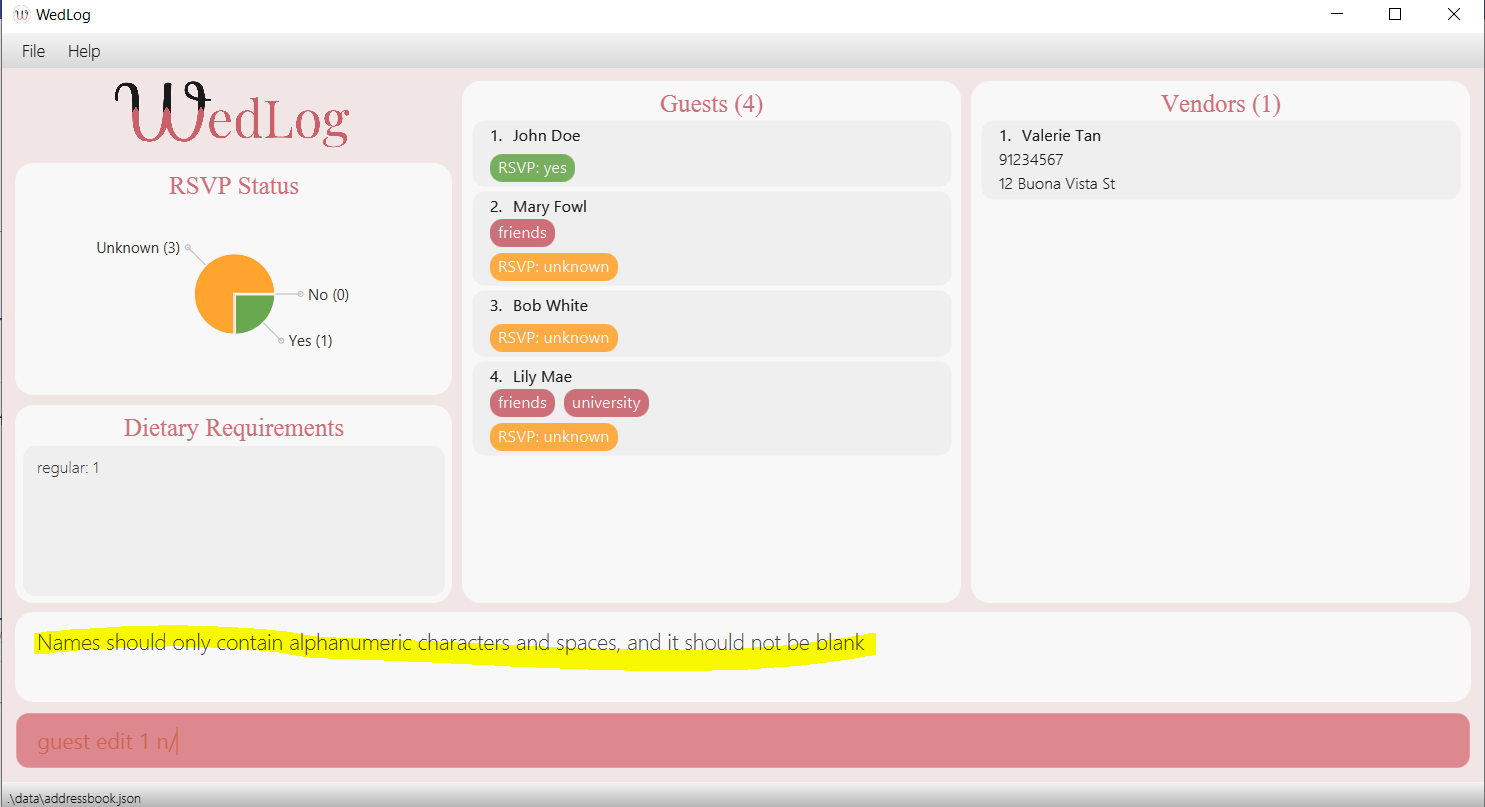 WedLog
File Help
WedLog
RSVP Status
Unknown (3)
No (0)
Yes (1)
Dietary Requirements
regular: 1
Guests (4)
1. John Doe
RSVP: yes
2. Mary Fowl
friends
RSVP: unknown
3. Bob White
RSVP: unknown
4. Lily Mae
friends university
RSVP: unknown
Vendors (1)
1. Valerie Tan
91234567
12 Buona Vista St
Names should only contain alphanumeric characters and spaces, and it should not be blank
guest edit 1 n/
.\data\addressbook.json